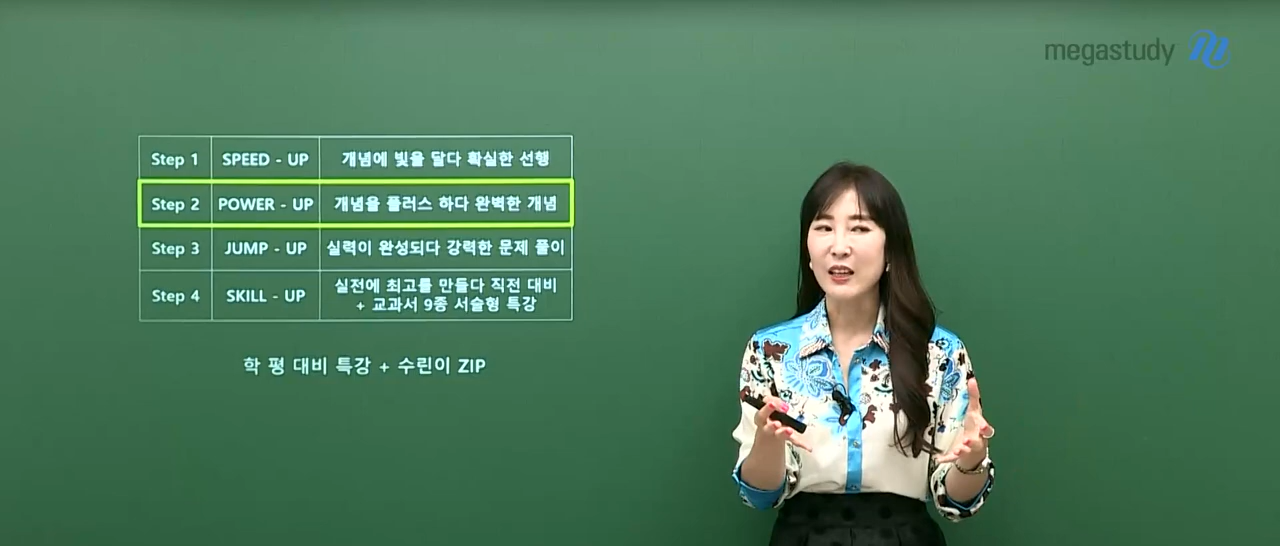 megastudy
Step 1 SPEED - UP 개념에 빛을 달다 확실한 선행
Step 2 POWER - UP 개념을 플러스 하다 완벽한 개념
Step 3 JUMP - UP 실력이 완성되다 강력한 문제 풀이
Step 4 SKILL - UP 실전에 최고를 만들다 직전 대비
+ 교과서 9종 서술형 특강
학 평 대비 특강 + 수린이 ZIP